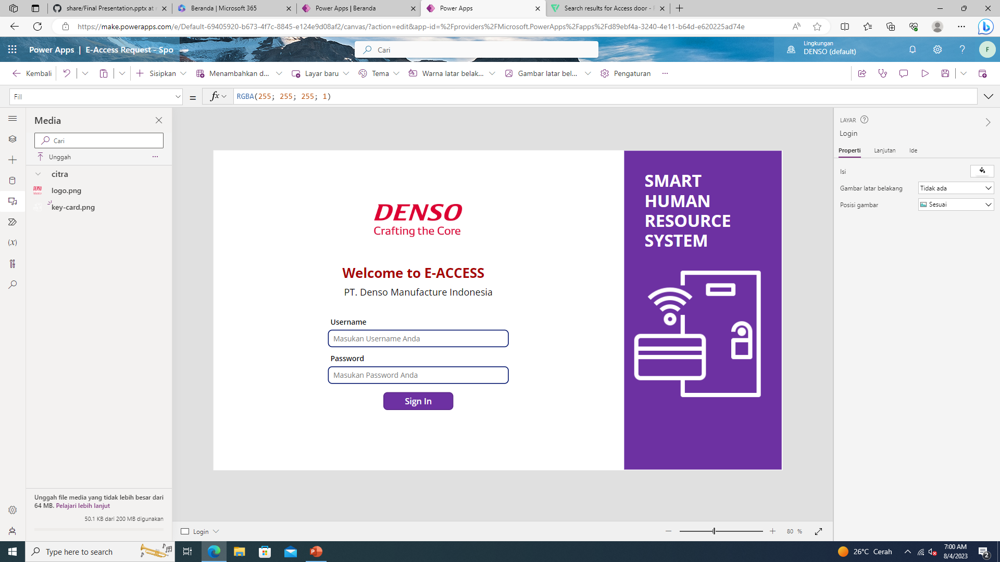 share/Final Presentation.pptx at
Beranda | Microsoft 365
Power Apps | Beranda
Power Apps
Search results for Access door -
https://make.powerapps.com/e/Default-69405920-b673-4f7c-8845-e124e9d08af2/canvas/?action=edit&app-id=%2Fproviders%2FMicrosoft.PowerApps%2Fapps%2Fd89ebf4a-3240-4e11-b64d-e620225ad74e
Power Apps | E-Access Request - Spo
Cari
Lingkungan
DENSO (default)
F
Kembali
Sisipkan
Menambahkan d...
Layar baru
Tema
Warna latar belak...
Gambar latar bel...
Pengaturan
Fill
= fx
RGBA(255; 255; 255; 1)
Media
Cari
Unggah
citra
logo.png
key-card.png
Unggah file media yang tidak lebih besar dari
64 MB. Pelajari lebih lanjut
50.1 KB dari 200 MB digunakan
DENSO
Crafting the Core
Welcome to E-ACCESS
PT. Denso Manufacture Indonesia
Username
Masukan Username Anda
Password
Masukan Password Anda
Sign In
SMART
HUMAN
RESOURCE
SYSTEM
LAYAR
Login
Properti
Lanjutan
Ide
Isi
Gambar latar belakang
Tidak ada
Posisi gambar
Sesuai
Login
80 %
Type here to search
26°C Cerah
7:00 AM
8/4/2023
2